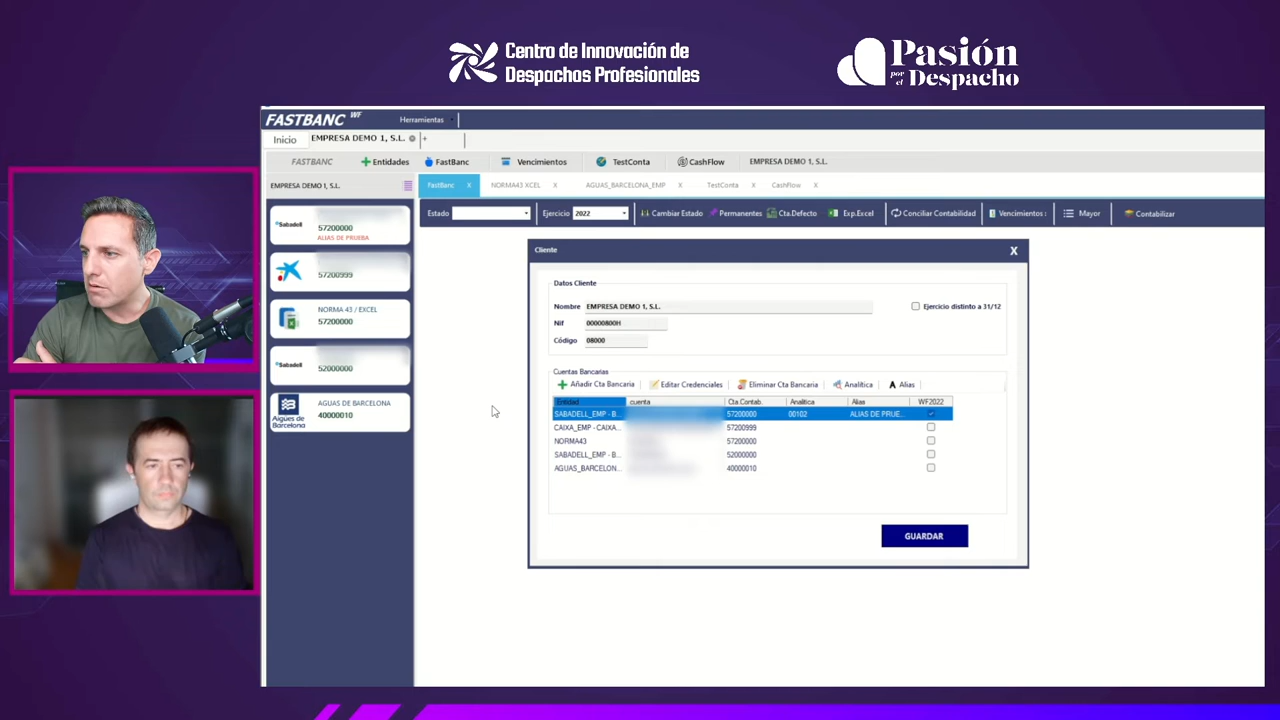 Centro de Innovación de
Despachos Profesionales
Pasión
por el Despacho
FASTBANC WF
Herramientas
Inicio
EMPRESA DEMO 1, S.L.
+
FASTBANC
Entidades
FastBanc
Vencimientos
TestConta
CashFlow
EMPRESA DEMO 1, S.L.
EMPRESA DEMO 1, S.L.
FastBanc X
NORMA43 XCEL X
AGUAS_BARCELONA_EMP X
TestConta X
Cashflow X
Estado
Ejercicio 2022
Cambiar Estado
Permanentes
Cta.Defecto
Exp.Excel
Conciliar Contabilidad
Vencimientos :
Mayor
Contabilizar
Sabadell
57200000
ALIAS DE PRUEBA
57200999
NORMA 43 / EXCEL
57200000
Sabadell
52000000
AGUAS DE BARCELONA
40000010
Aigües de
Barcelona
Cliente X
Datos Cliente
Nombre EMPRESA DEMO 1, S.L.
Ejercicio distinto a 31/12
Nif 00000800H
Código 08000
Cuentas Bancarias
Añadir Cta Bancaria
Editar Credenciales
Eliminar Cta Bancaria
Analítica
A Alias
Entidad cuenta Cta.Contab. Analítica Alias WF2022
SABADELL_EMP - B... 57200000 00102 ALIAS DE PRUE...
CAIXA_EMP - CAIXA... 57200999
NORMA43 57200000
SABADELL_EMP - B... 52000000
AGUAS_BARCELON... 40000010
GUARDAR